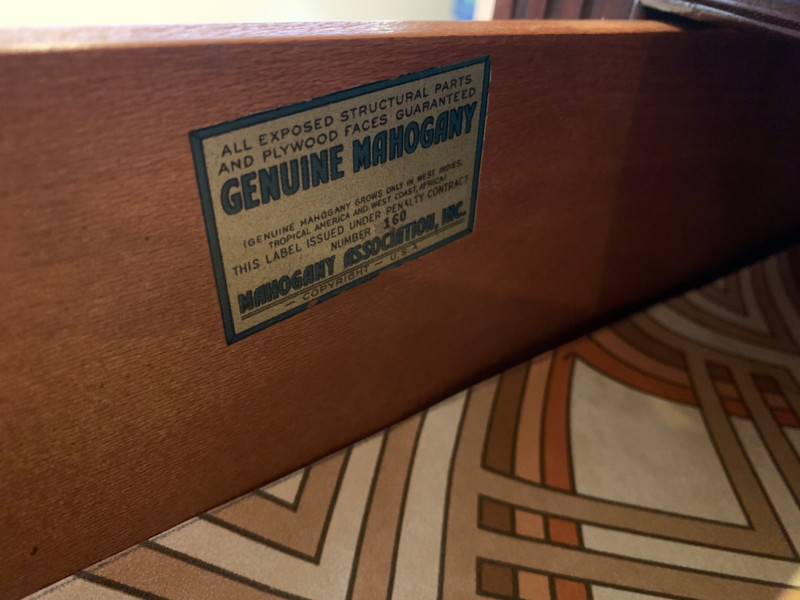 ALL EXPOSED STRUCTURAL PARTS
AND PLYWOOD FACES GUARANTEED
GENUINE MAHOGANY
(GENUINE MAHOGANY GROWS ONLY IN WEST INDIES,
TROPICAL AMERICA AND WEST COAST, AFRICA)
THIS LABEL ISSUED UNDER PENALTY CONTRACT
NUMBER 160
MAHOGANY ASSOCIATION, INC.
— COPYRIGHT — U.S.A.